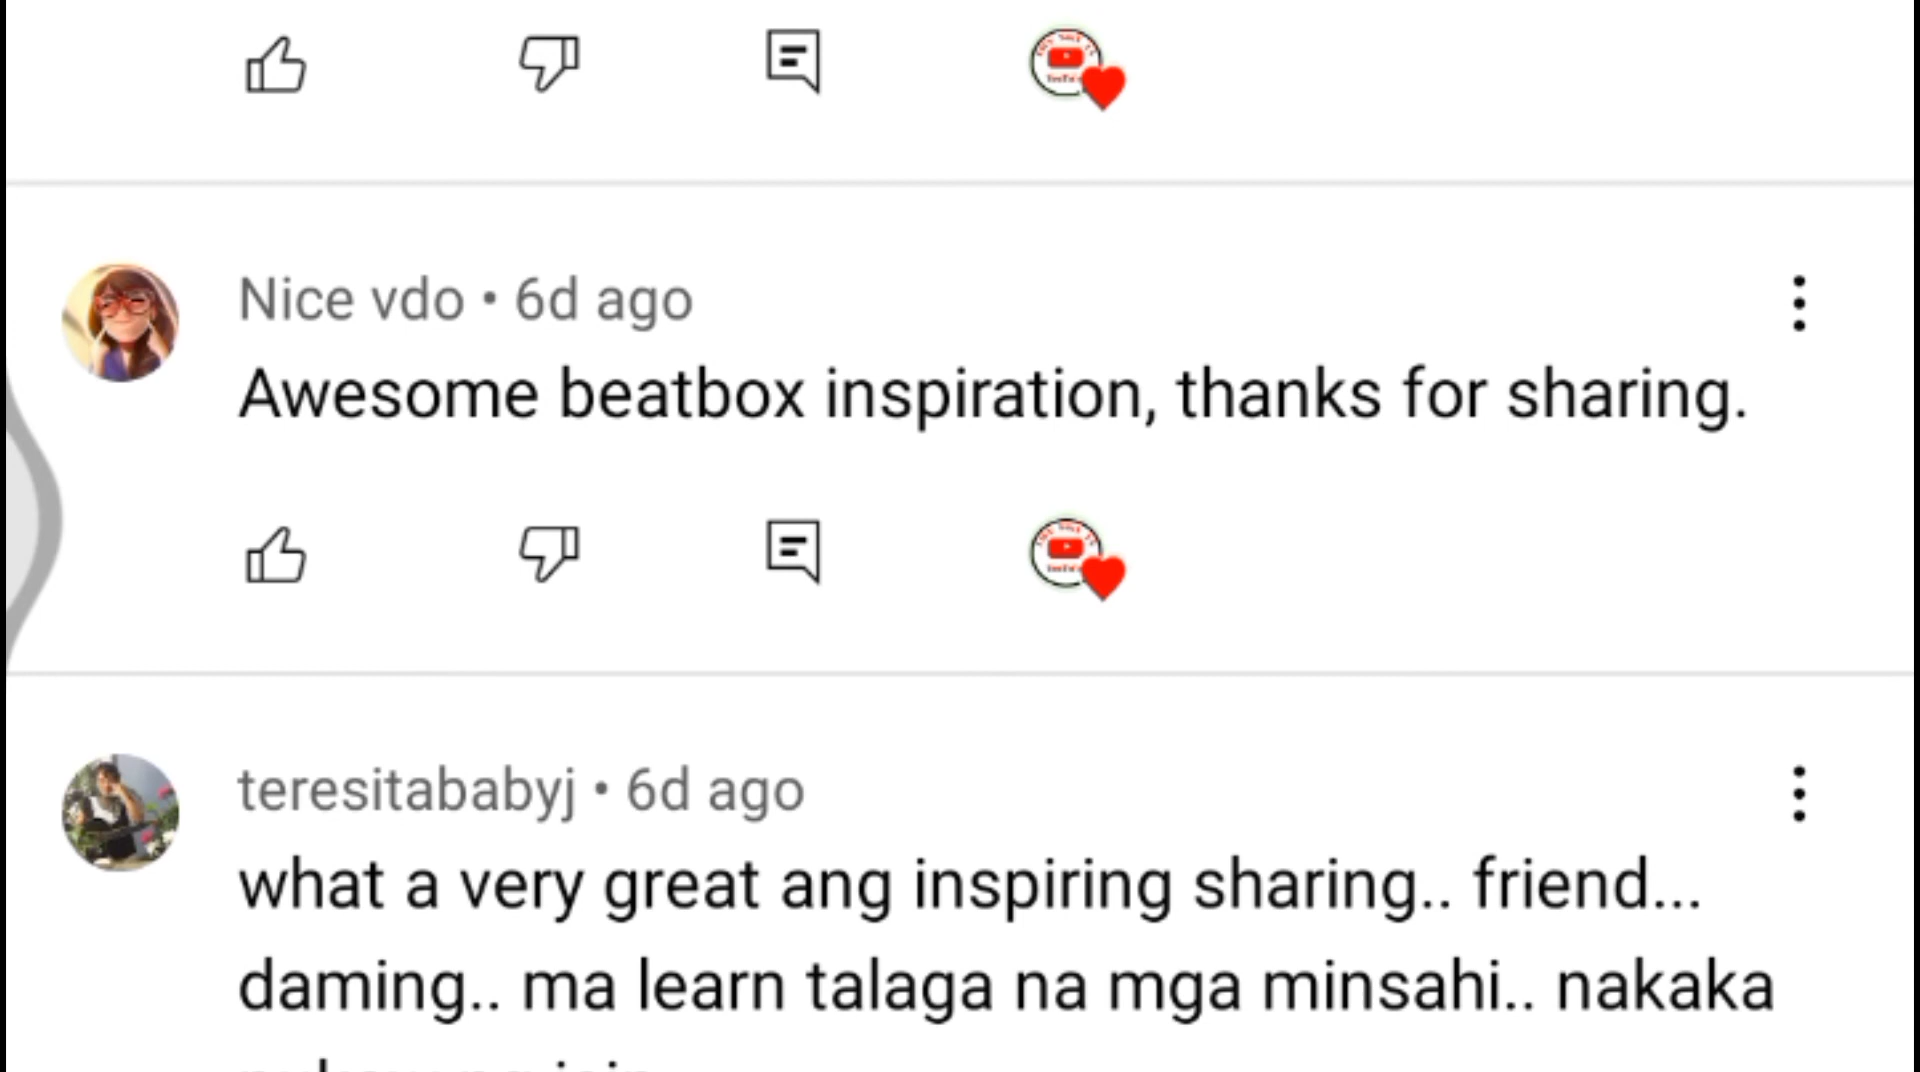 Nice vdo • 6d ago
Awesome beatbox inspiration, thanks for sharing.
teresitababyj • 6d ago
what a very great ang inspiring sharing.. friend...
daming.. ma learn talaga na mga minsahi.. nakaka